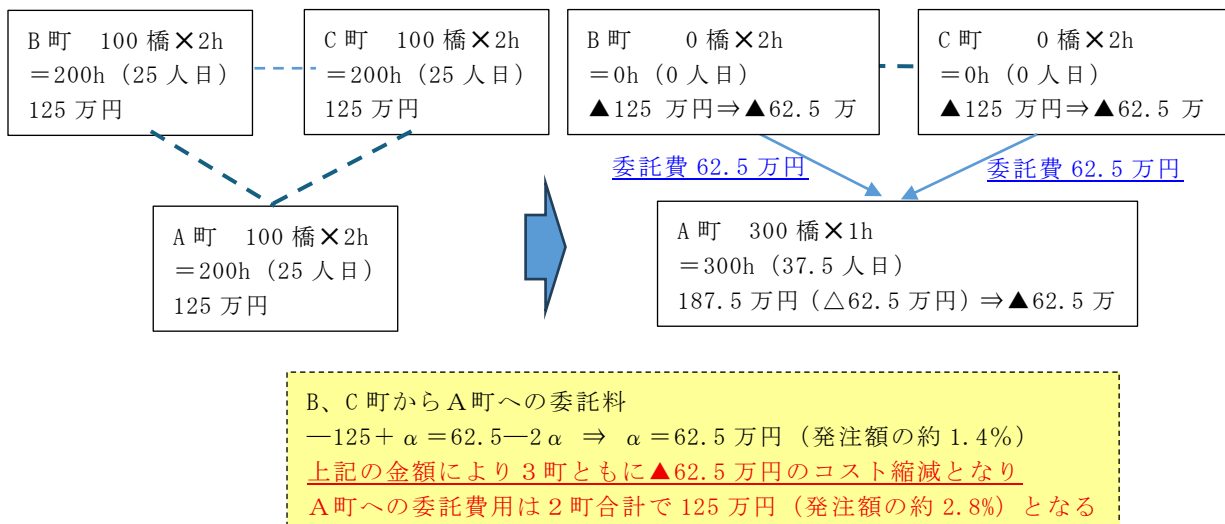 B町　100橋×2h
＝200h（25人日）
125万円
C町　100橋×2h
＝200h（25人日）
125万円
A町　100橋×2h
＝200h（25人日）
125万円
B町　　0橋×2h
＝0h（0人日）
▲125 万円⇒▲62.5 万
C町　　0橋×2h
＝0h（0人日）
▲125 万円⇒▲62.5 万
委託費 62.5 万円
委託費 62.5 万円
A町　300橋×1h
＝300h（37.5人日）
187.5万円（△62.5万円）⇒▲62.5万
B、C町からＡ町への委託料
―125＋α＝62.5―2α ⇒ α＝62.5万円（発注額の約1.4%）
上記の金額により３町ともに▲62.5万円のコスト縮減となり
Ａ町への委託費用は２町合計で125万円（発注額の約2.8%）となる